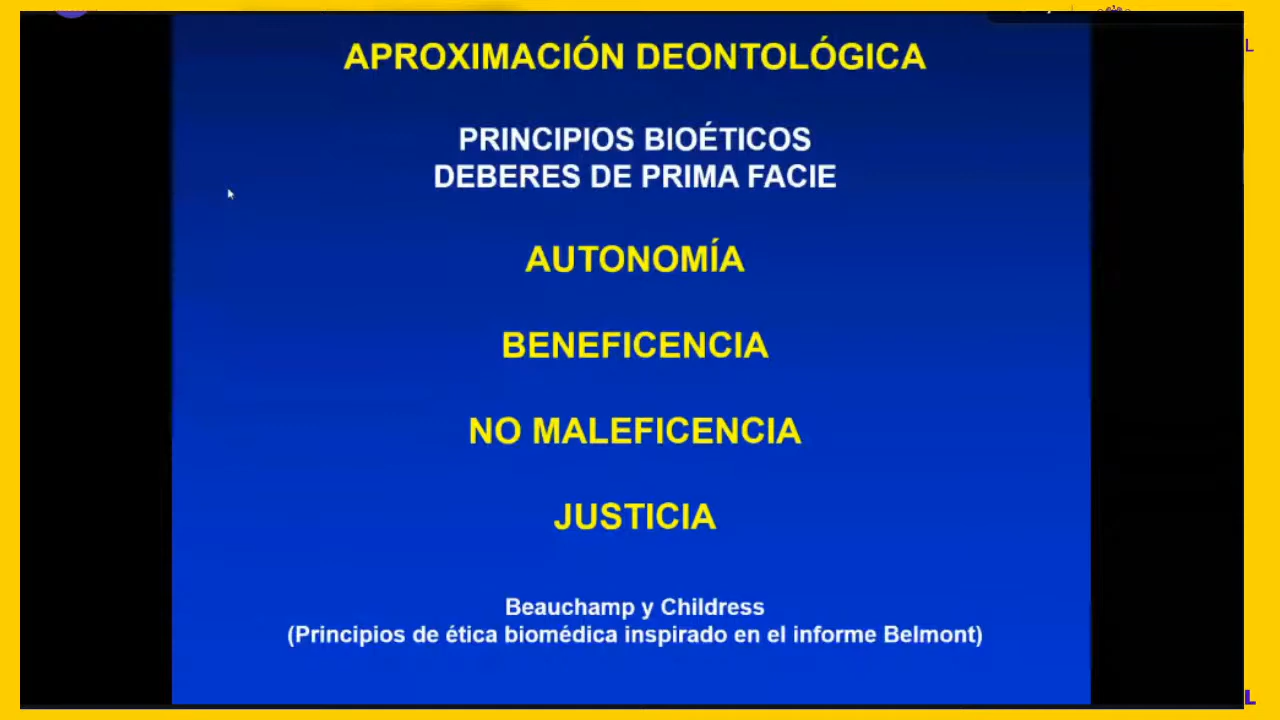 APROXIMACIÓN DEONTOLÓGICA
PRINCIPIOS BIOÉTICOS
DEBERES DE PRIMA FACIE
AUTONOMÍA
BENEFICENCIA
NO MALEFICENCIA
JUSTICIA
Beauchamp y Childress
(Principios de ética biomédica inspirado en el informe Belmont)
L
L